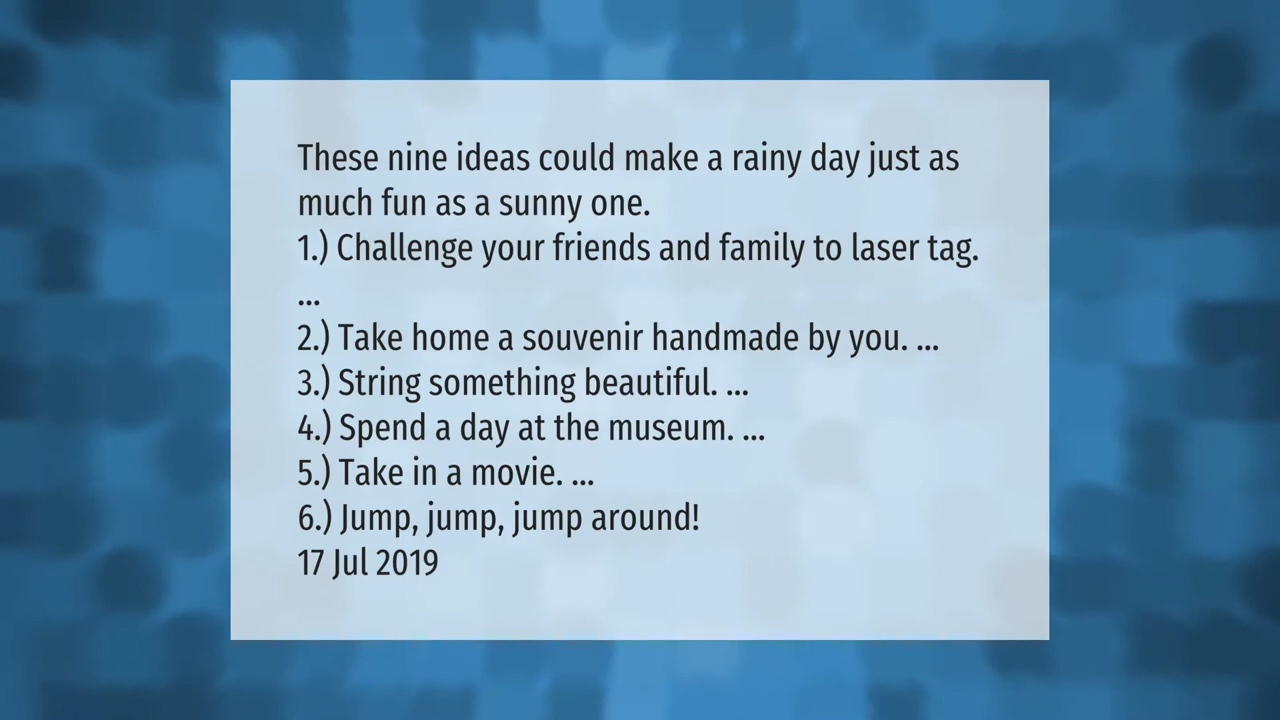 These nine ideas could make a rainy day just as
much fun as a sunny one.
1.) Challenge your friends and family to laser tag.
...
2.) Take home a souvenir handmade by you. ...
3.) String something beautiful. ...
4.) Spend a day at the museum. ...
5.) Take in a movie. ...
6.) Jump, jump, jump around!
17 Jul 2019